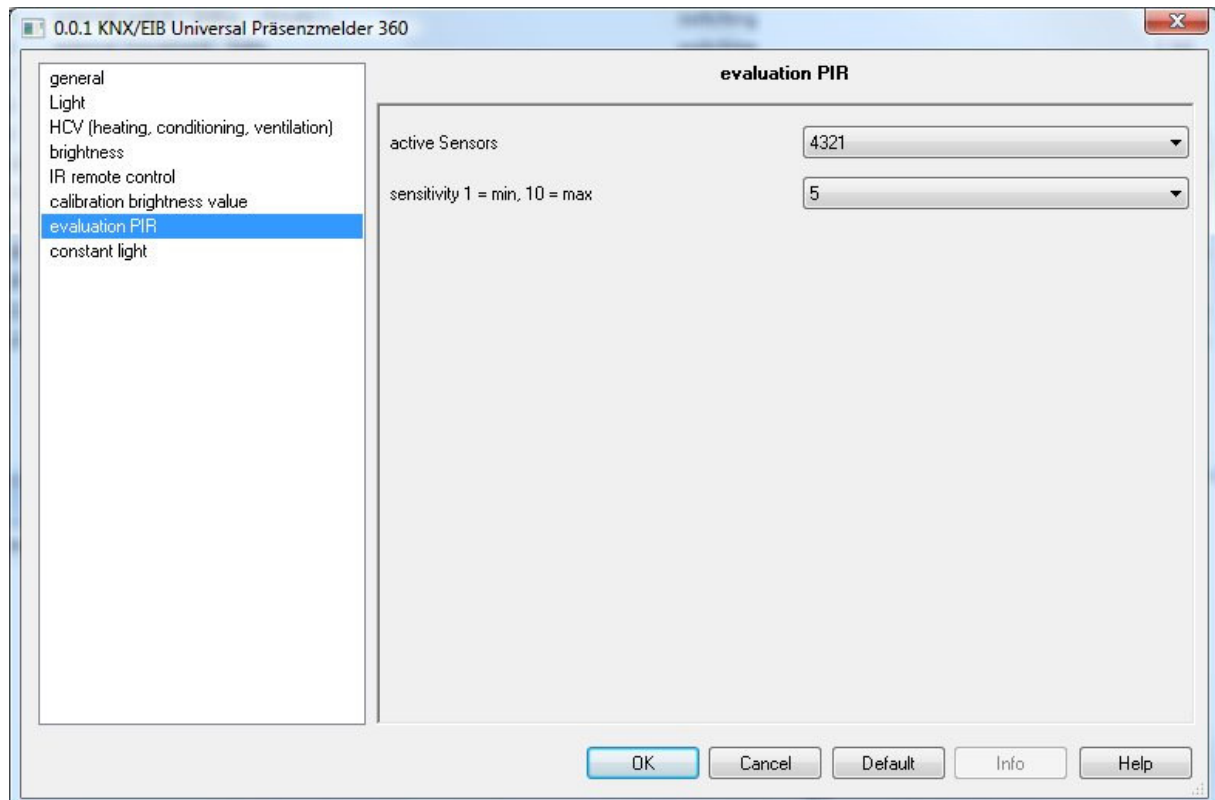 0.0.1 KNX/EIB Universal Präsenzmelder 360
general
Light
HCV (heating, conditioning, ventilation)
brightness
IR remote control
calibration brightness value
evaluation PIR
constant light
evaluation PIR
active Sensors
4321
sensitivity 1 = min, 10 = max
5
OK
Cancel
Default
Info
Help